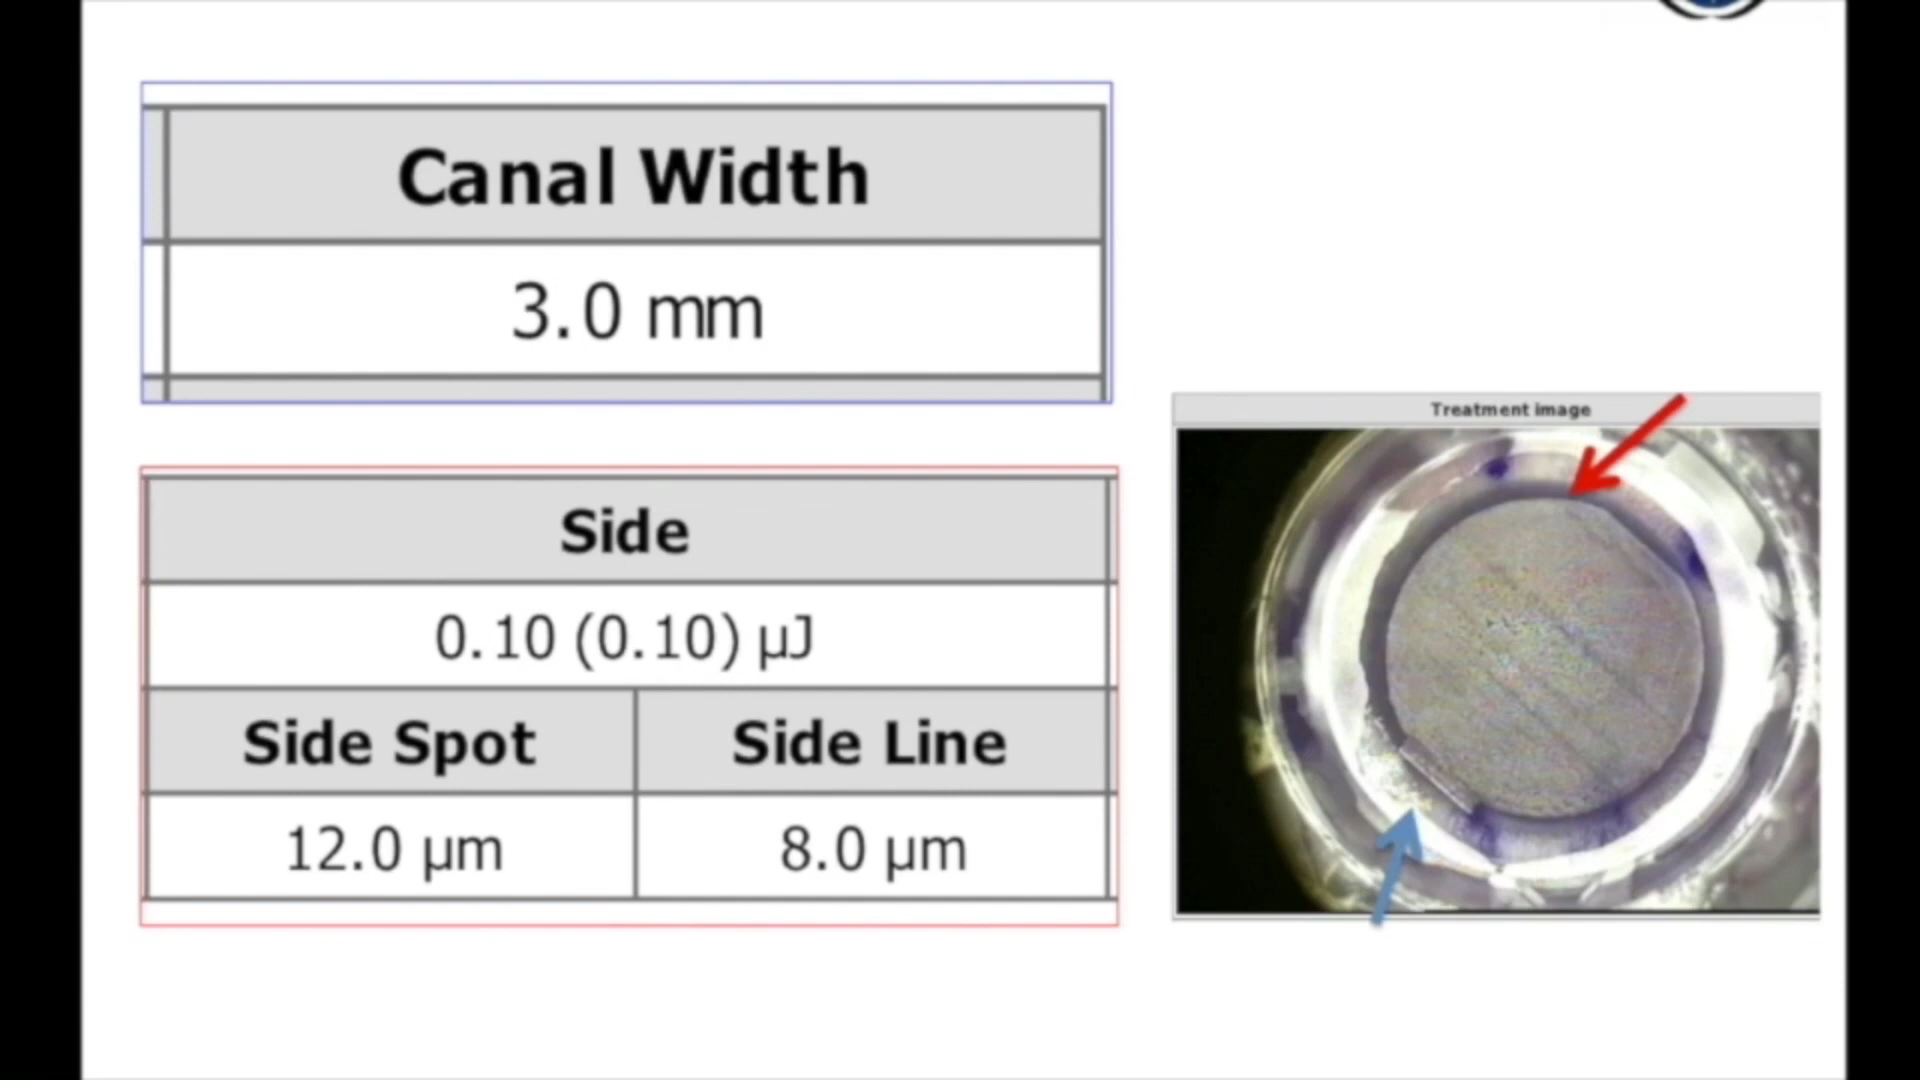 Canal Width
3.0 mm
Side
0.10 (0.10) µJ
Side Spot
Side Line
12.0 µm
8.0 µm
Treatment image